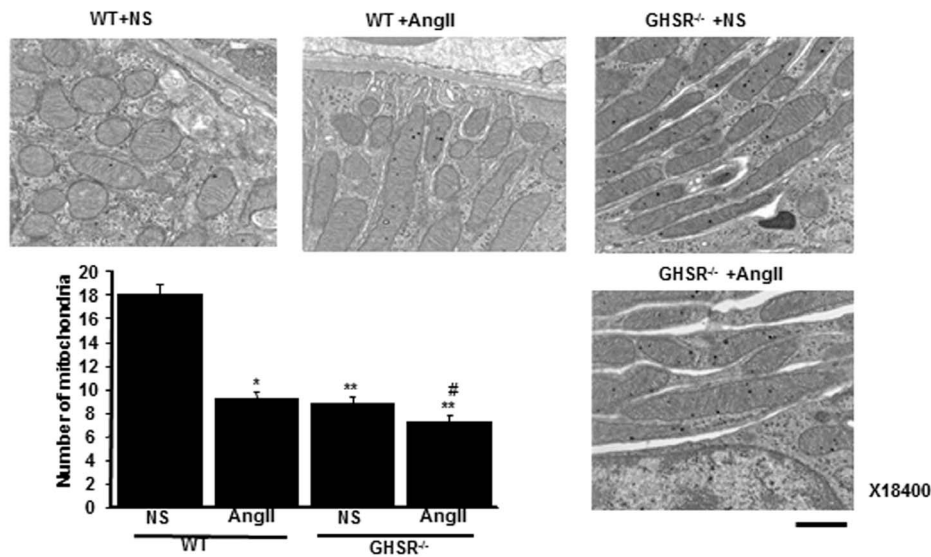 WT+NS
WT +AngII
GHSR-/- +NS
GHSR-/- +AngII
X18400
Number of mitochondria
20
18
16
14
12
10
8
6
4
2
0
*
**
#
**
NS
AngII
NS
AngII
WT
GHSR-/-